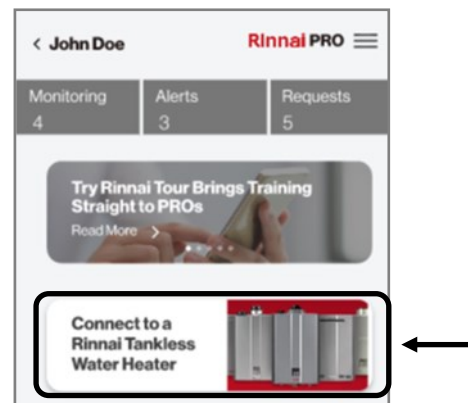 < John Doe
Rinnai PRO
Monitoring
4
Alerts
3
Requests
5
Try Rinnai Tour Brings Training
Straight to PROs
Read More >
Connect to a
Rinnai Tankless
Water Heater